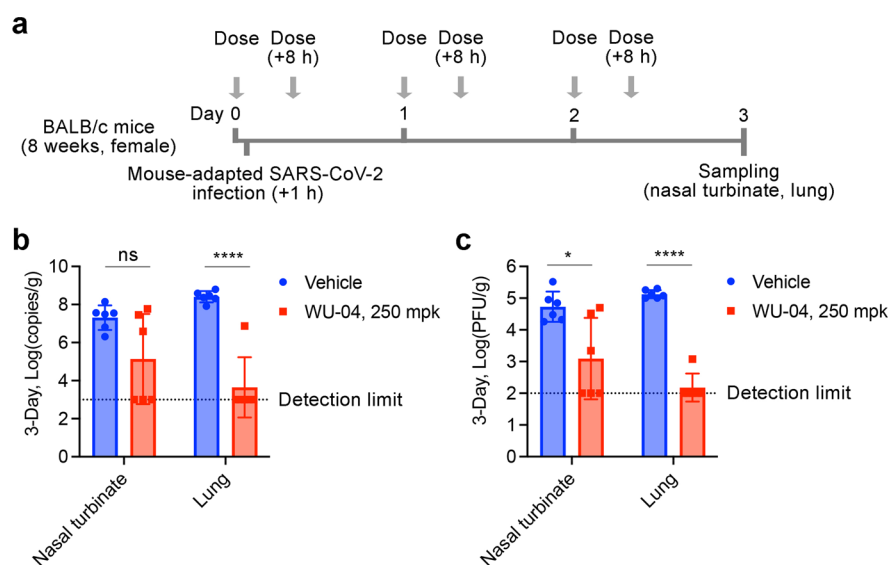 a
Dose Dose Dose Dose Dose Dose
(+8 h) (+8 h) (+8 h)
Day 0 1 2 3
BALB/c mice
(8 weeks, female)
Mouse-adapted SARS-CoV-2
infection (+1 h)
Sampling
(nasal turbinate, lung)
b
3-Day, Log(copies/g)
10
8
6
4
2
0
ns
****
Vehicle
WU-04, 250 mpk
Detection limit
Nasal turbinate
Lung
c
3-Day, Log(PFU/g)
6
5
4
3
2
1
0
*
****
Vehicle
WU-04, 250 mpk
Detection limit
Nasal turbinate
Lung